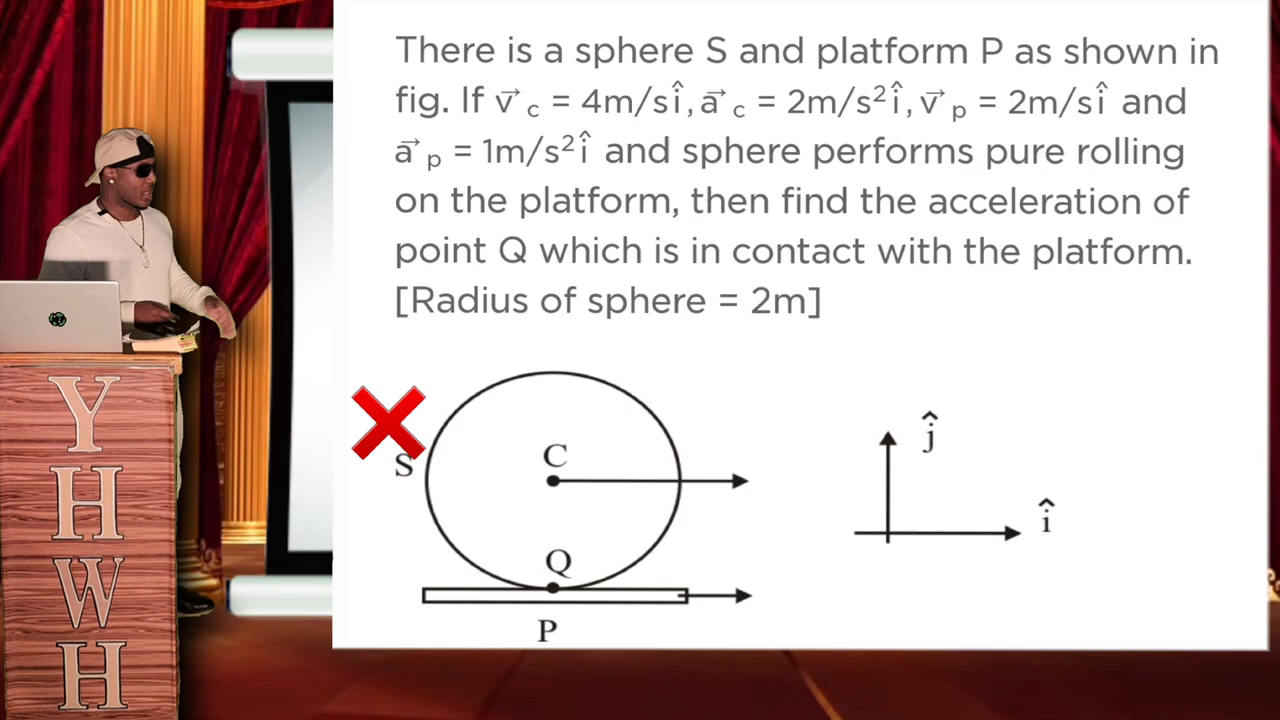 There is a sphere S and platform P as shown in
fig. If v⃗ c = 4m/sî, a⃗ c = 2m/s²î, v⃗ p = 2m/sî and
a⃗ p = 1m/s²î and sphere performs pure rolling
on the platform, then find the acceleration of
point Q which is in contact with the platform.
[Radius of sphere = 2m]
S
C
Q
P
ĵ
î
Y
H
W
H